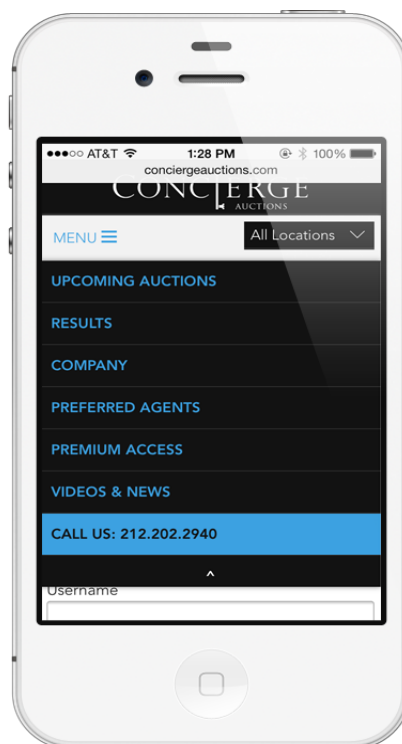 AT&T 1:28 PM 100%
conciergeauctions.com
CONCIERGE
AUCTIONS
MENU All Locations
UPCOMING AUCTIONS
RESULTS
COMPANY
PREFERRED AGENTS
PREMIUM ACCESS
VIDEOS & NEWS
CALL US: 212.202.2940
Username